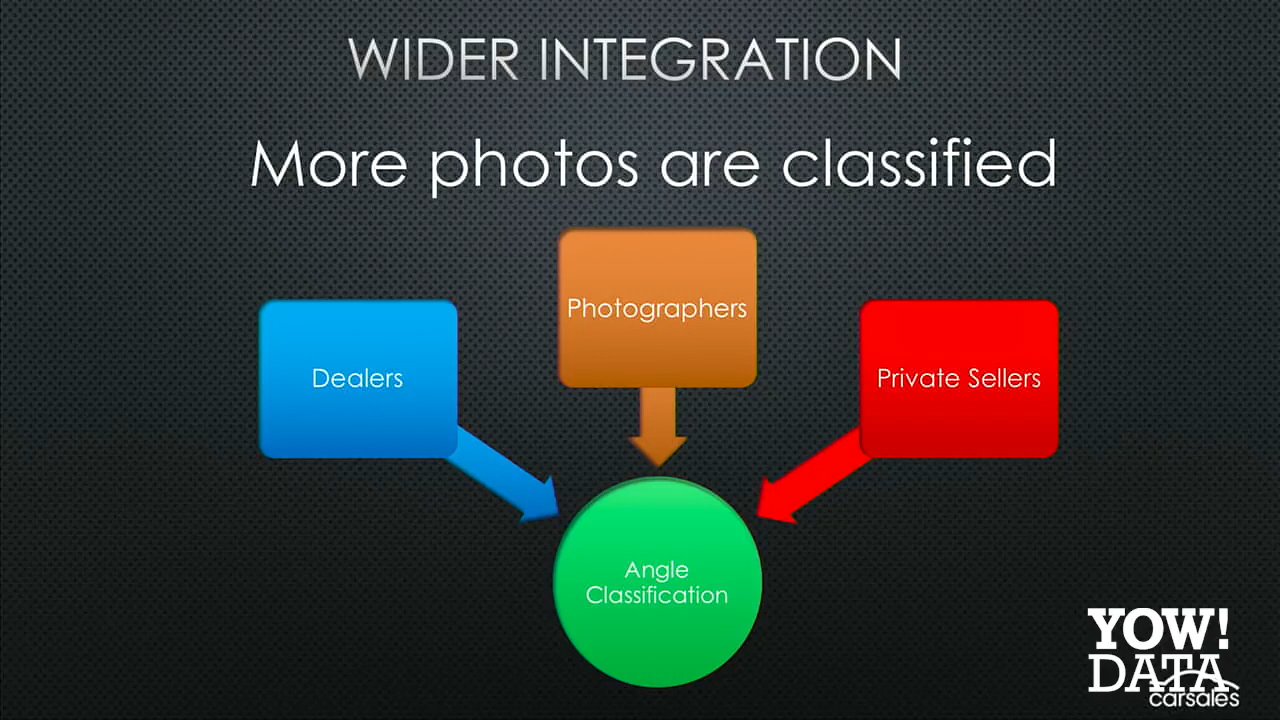 WIDER INTEGRATION
More photos are classified
Photographers
Dealers
Private Sellers
Angle
Classification
YOW!
DATA
carsales